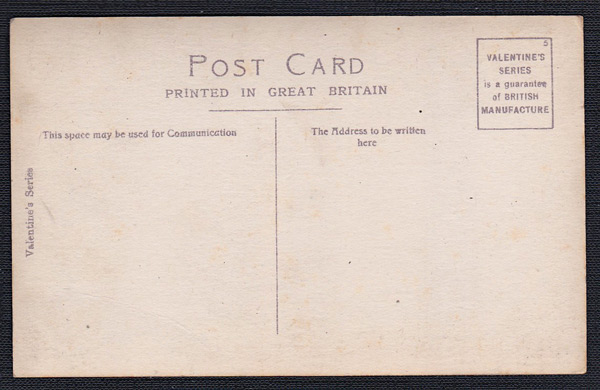 POST CARD
PRINTED IN GREAT BRITAIN
5
VALENTINE'S
SERIES
is a guarantee
of BRITISH
MANUFACTURE
This space may be used for Communication
The Address to be written
here
Valentine's Series